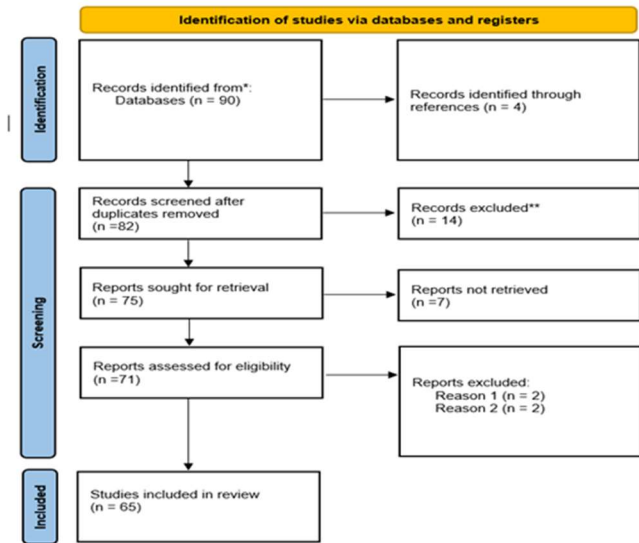 Identification of studies via databases and registers
Identification
Records identified from*:
Databases (n = 90)
Records identified through
references (n = 4)
Screening
Records screened after
duplicates removed
(n =82)
Records excluded**
(n = 14)
Reports sought for retrieval
(n = 75)
Reports not retrieved
(n =7)
Reports assessed for eligibility
(n =71)
Reports excluded:
Reason 1 (n = 2)
Reason 2 (n = 2)
Included
Studies included in review
(n = 65)